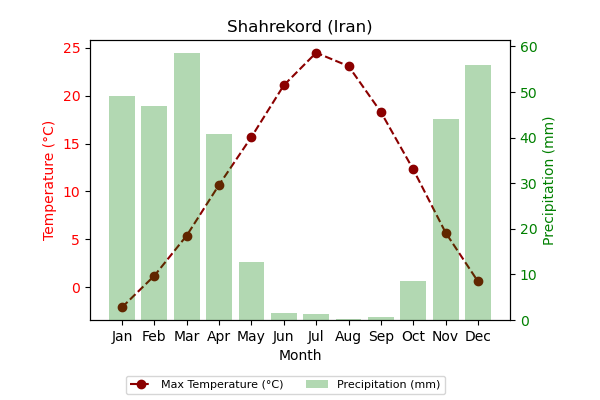 Shahrekord (Iran)
Temperature (°C)
25
20
15
10
5
0
60
50
40
30
20
10
0
Precipitation (mm)
Jan Feb Mar Apr May Jun Jul Aug Sep Oct Nov Dec
Month
Max Temperature (°C) Precipitation (mm)